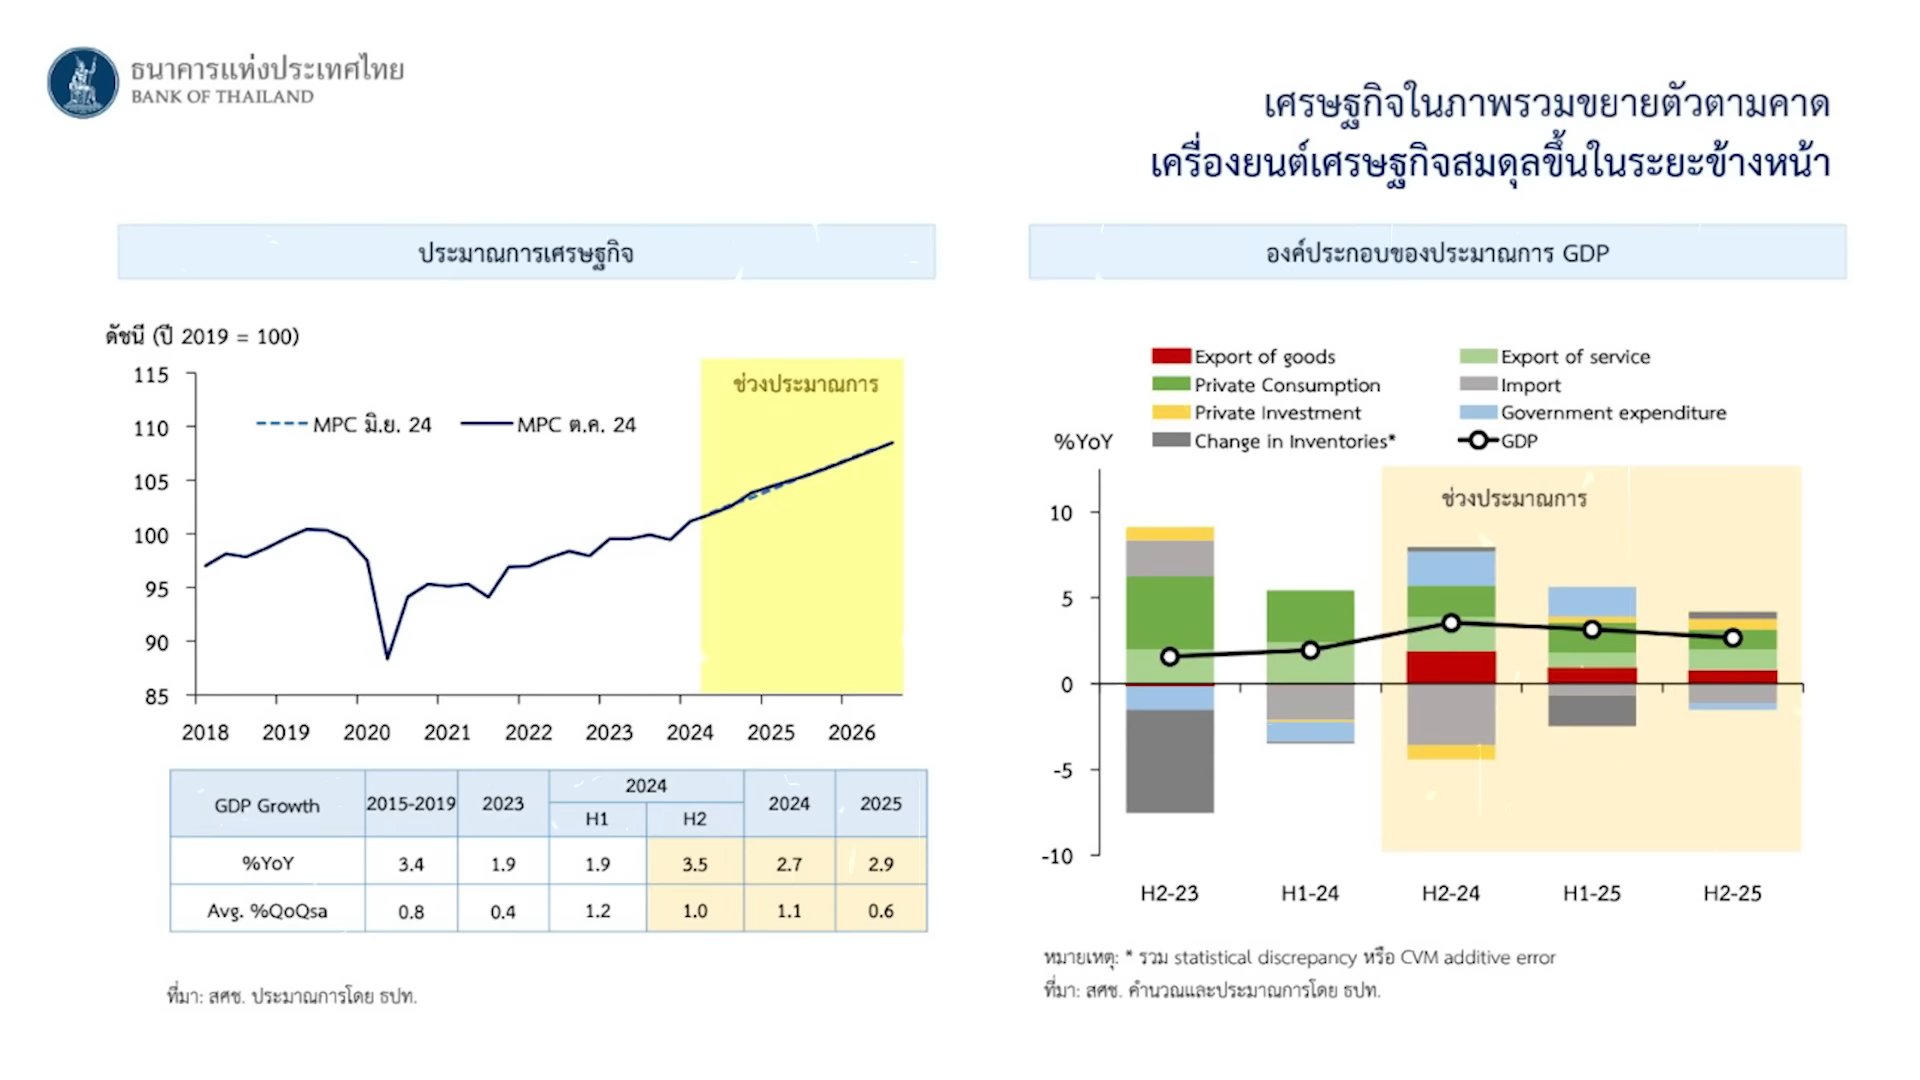 ธนาคารแห่งประเทศไทย
BANK OF THAILAND
เศรษฐกิจในภาพรวมขยายตัวตามคาด
เครื่องยนต์เศรษฐกิจสมดุลขึ้นในระยะข้างหน้า
ประมาณการเศรษฐกิจ
ดัชนี (ปี 2019 = 100)
ช่วงประมาณการ
MPC มิ.ย. 24 MPC ต.ค. 24
115
110
105
100
95
90
85
2018 2019 2020 2021 2022 2023 2024 2025 2026
GDP Growth 2015-2019 2023 2024 2024 2025
H1 H2
%YoY 3.4 1.9 1.9 3.5 2.7 2.9
Avg. %QoQsa 0.8 0.4 1.2 1.0 1.1 0.6
ที่มา: สศช. ประมาณการโดย ธปท.
องค์ประกอบของประมาณการ GDP
Export of goods Export of service
Private Consumption Import
Private Investment Government expenditure
Change in Inventories* GDP
%YoY
ช่วงประมาณการ
10
5
0
-5
-10
H2-23 H1-24 H2-24 H1-25 H2-25
หมายเหตุ: * รวม statistical discrepancy หรือ CVM additive error
ที่มา: สศช. คำนวณและประมาณการโดย ธปท.